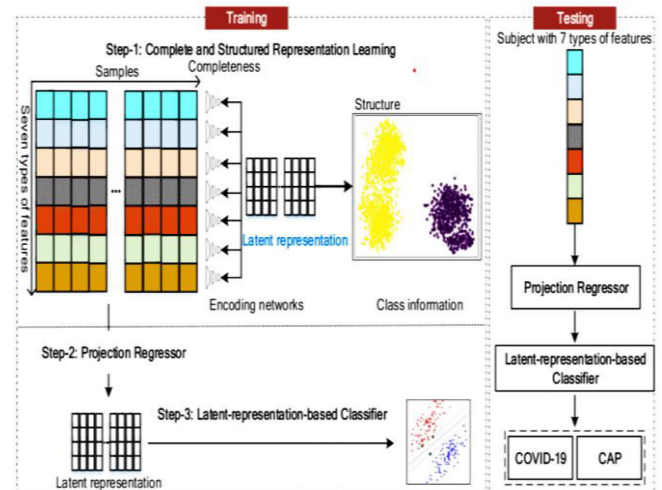 Training
Step-1: Complete and Structured Representation Learning
Samples
Completeness
Seven types of features
...
Structure
Latent representation
Encoding networks
Class information
Step-2: Projection Regressor
Step-3: Latent-representation-based Classifier
Latent representation
Testing
Subject with 7 types of features
Projection Regressor
Latent-representation-based
Classifier
COVID-19
CAP